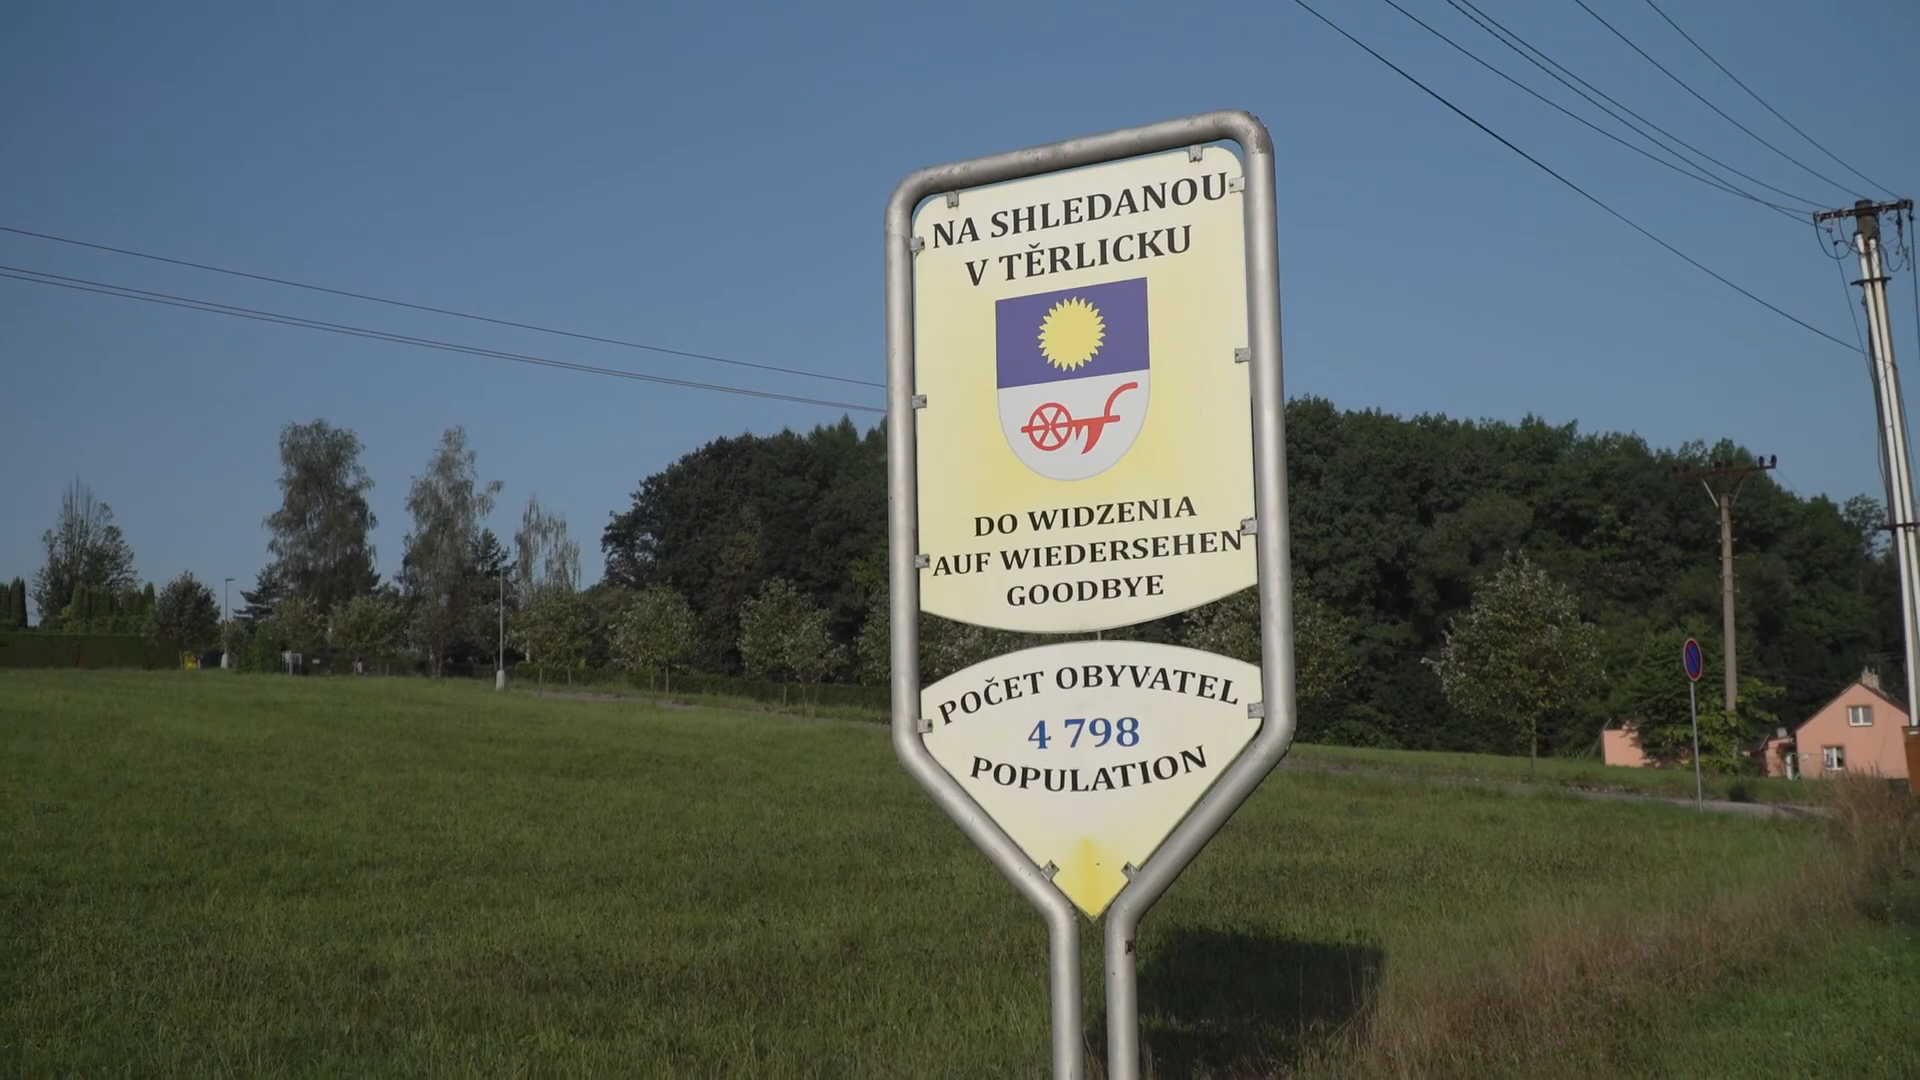 NA SHLEDANOU
V TĚRLICKU
DO WIDZENIA
AUF WIEDERSEHEN
GOODBYE
POČET OBYVATEL
4 798
POPULATION